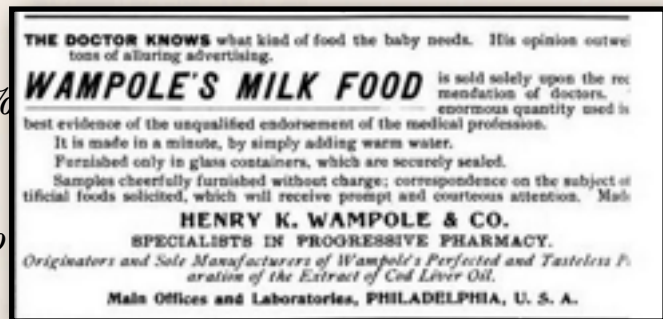 THE DOCTOR KNOWS what kind of food the baby needs. His opinion outwei
tons of alluring advertising.
WAMPOLE'S MILK FOOD is sold solely upon the rec
mendation of doctors.
enormous quantity used is
best evidence of the unqualified endorsement of the medical profession.
It is made in a minute, by simply adding warm water.
Furnished only in glass containers, which are securely sealed.
Samples cheerfully furnished without charge; correspondence on the subject of
tificial foods solicited, which will receive prompt and courteous attention. Made
HENRY K. WAMPOLE & CO.
SPECIALISTS IN PROGRESSIVE PHARMACY.
Originators and Sole Manufacturers of Wampole's Perfected and Tasteless P
aration of the Extract of Cod Liver Oil.
Main Offices and Laboratories, PHILADELPHIA, U. S. A.